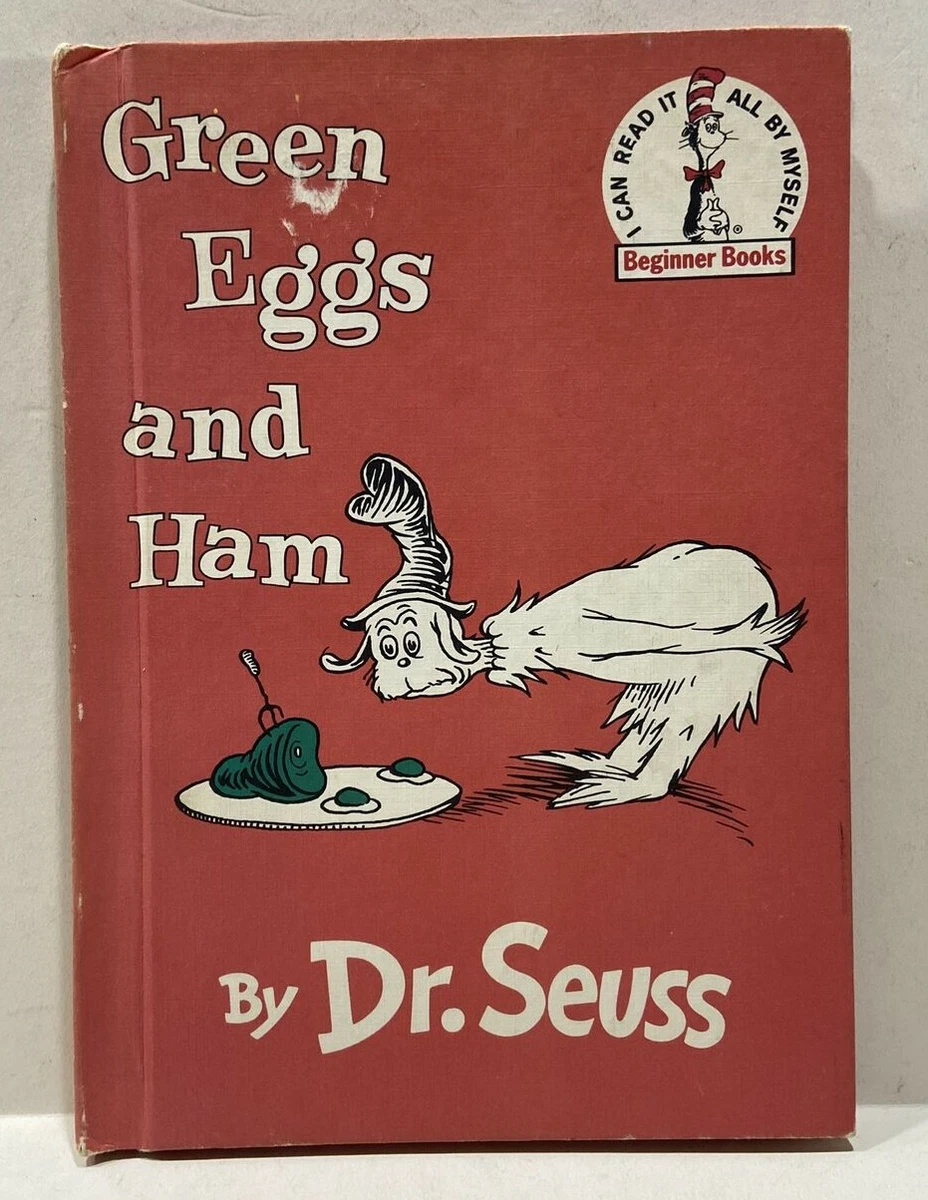 Green
Eggs
and
Ham
I CAN READ IT ALL BY MYSELF
®
Beginner Books
By Dr. Seuss